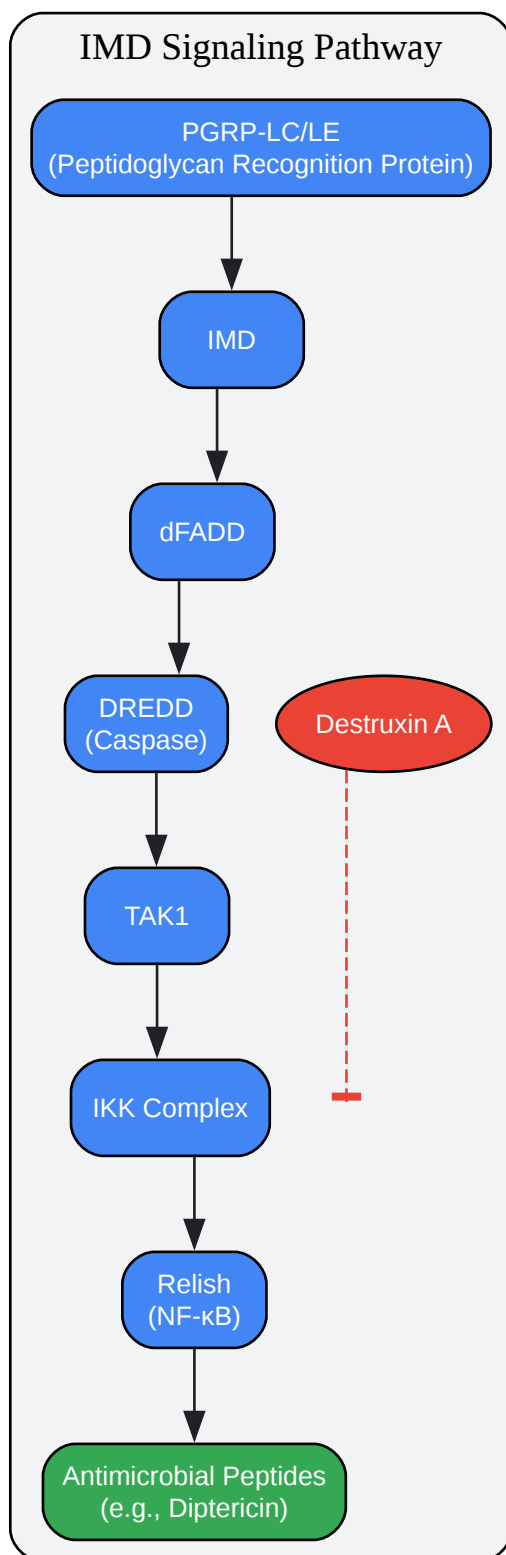 IMD Signaling Pathway
PGRP-LC/LE
(Peptidoglycan Recognition Protein)
IMD
dFADD
DREDD
(Caspase)
Destruxin A
TAK1
IKK Complex
Relish
(NF-κB)
Antimicrobial Peptides
(e.g., Diptericin)